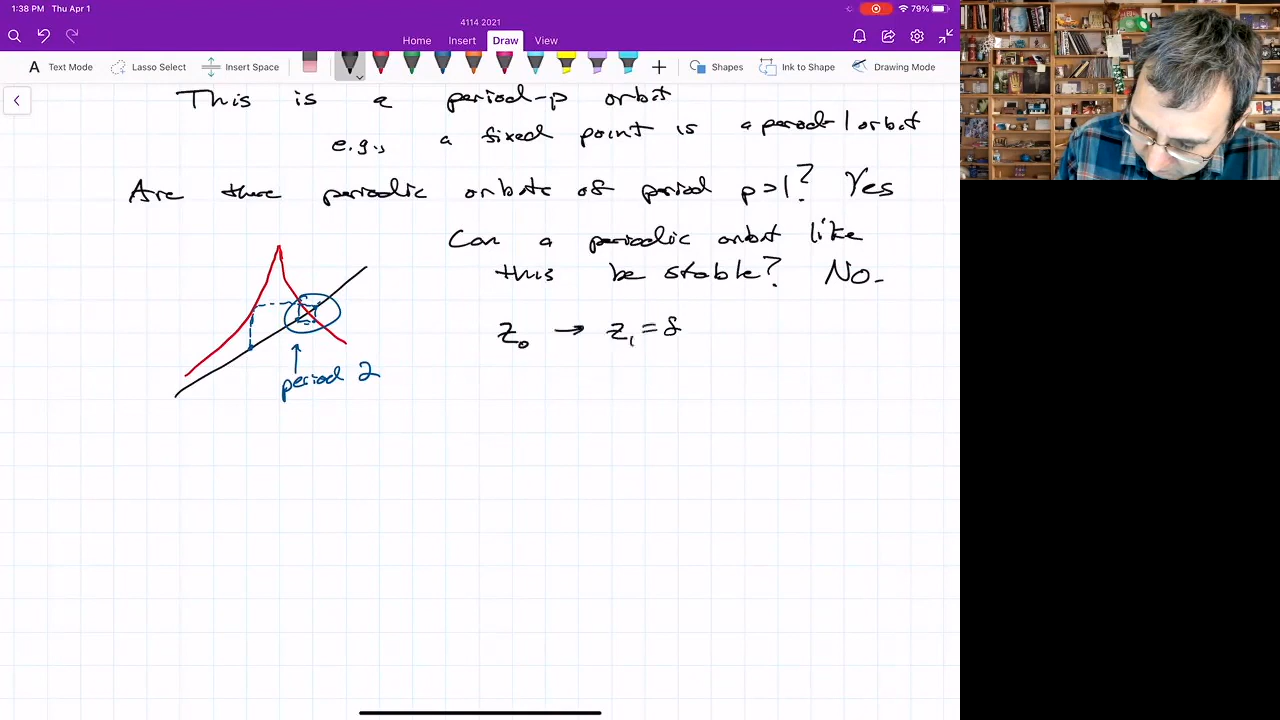 1:38 PM Thu Apr 1
79%
4114 2021
Home Insert Draw View
Text Mode Lasso Select Insert Space Shapes Ink to Shape Drawing Mode
This is a period-p orbit
e.g., a fixed point is a period-1 orbit
Are there periodic orbits of period p>1? Yes
Can a periodic orbit like
this be stable? No.
z₀ → z₁ =
period 2